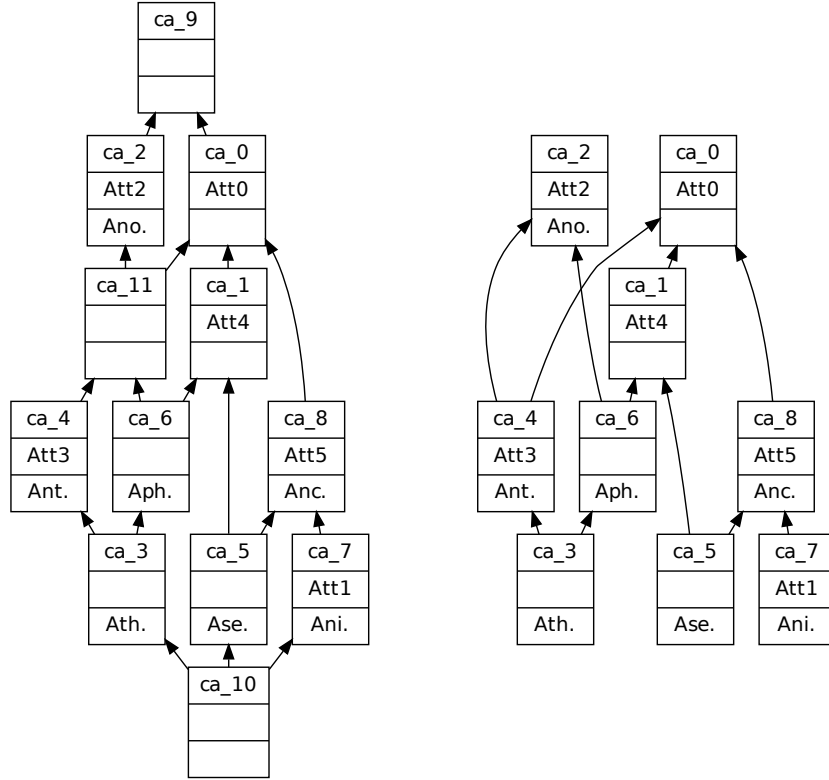 ca_9
ca_2
Att2
Ano.
ca_0
Att0
ca_11
ca_1
Att4
ca_4
Att3
Ant.
ca_6
Aph.
ca_8
Att5
Anc.
ca_3
Ath.
ca_5
Ase.
ca_7
Att1
Ani.
ca_10
ca_2
Att2
Ano.
ca_0
Att0
ca_1
Att4
ca_4
Att3
Ant.
ca_6
Aph.
ca_8
Att5
Anc.
ca_3
Ath.
ca_5
Ase.
ca_7
Att1
Ani.